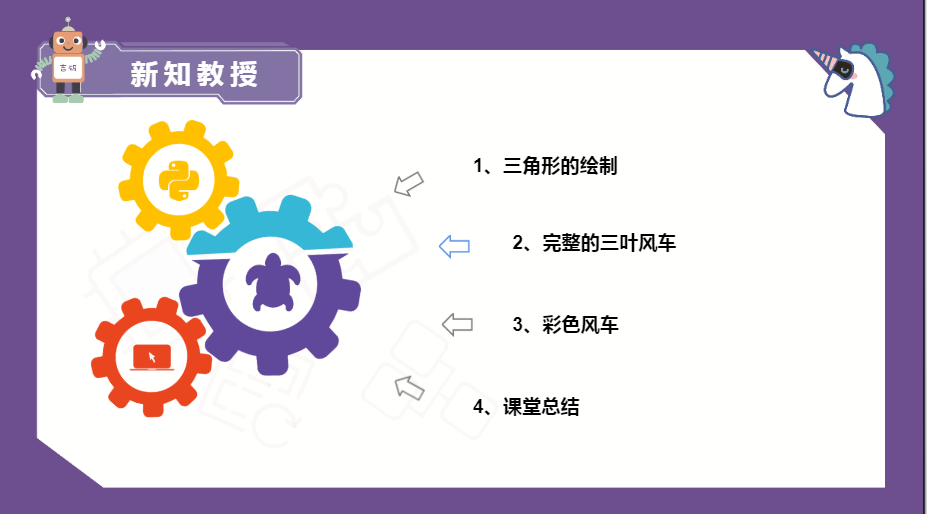 新知教授
1、三角形的绘制
2、完整的三叶风车
3、彩色风车
4、课堂总结